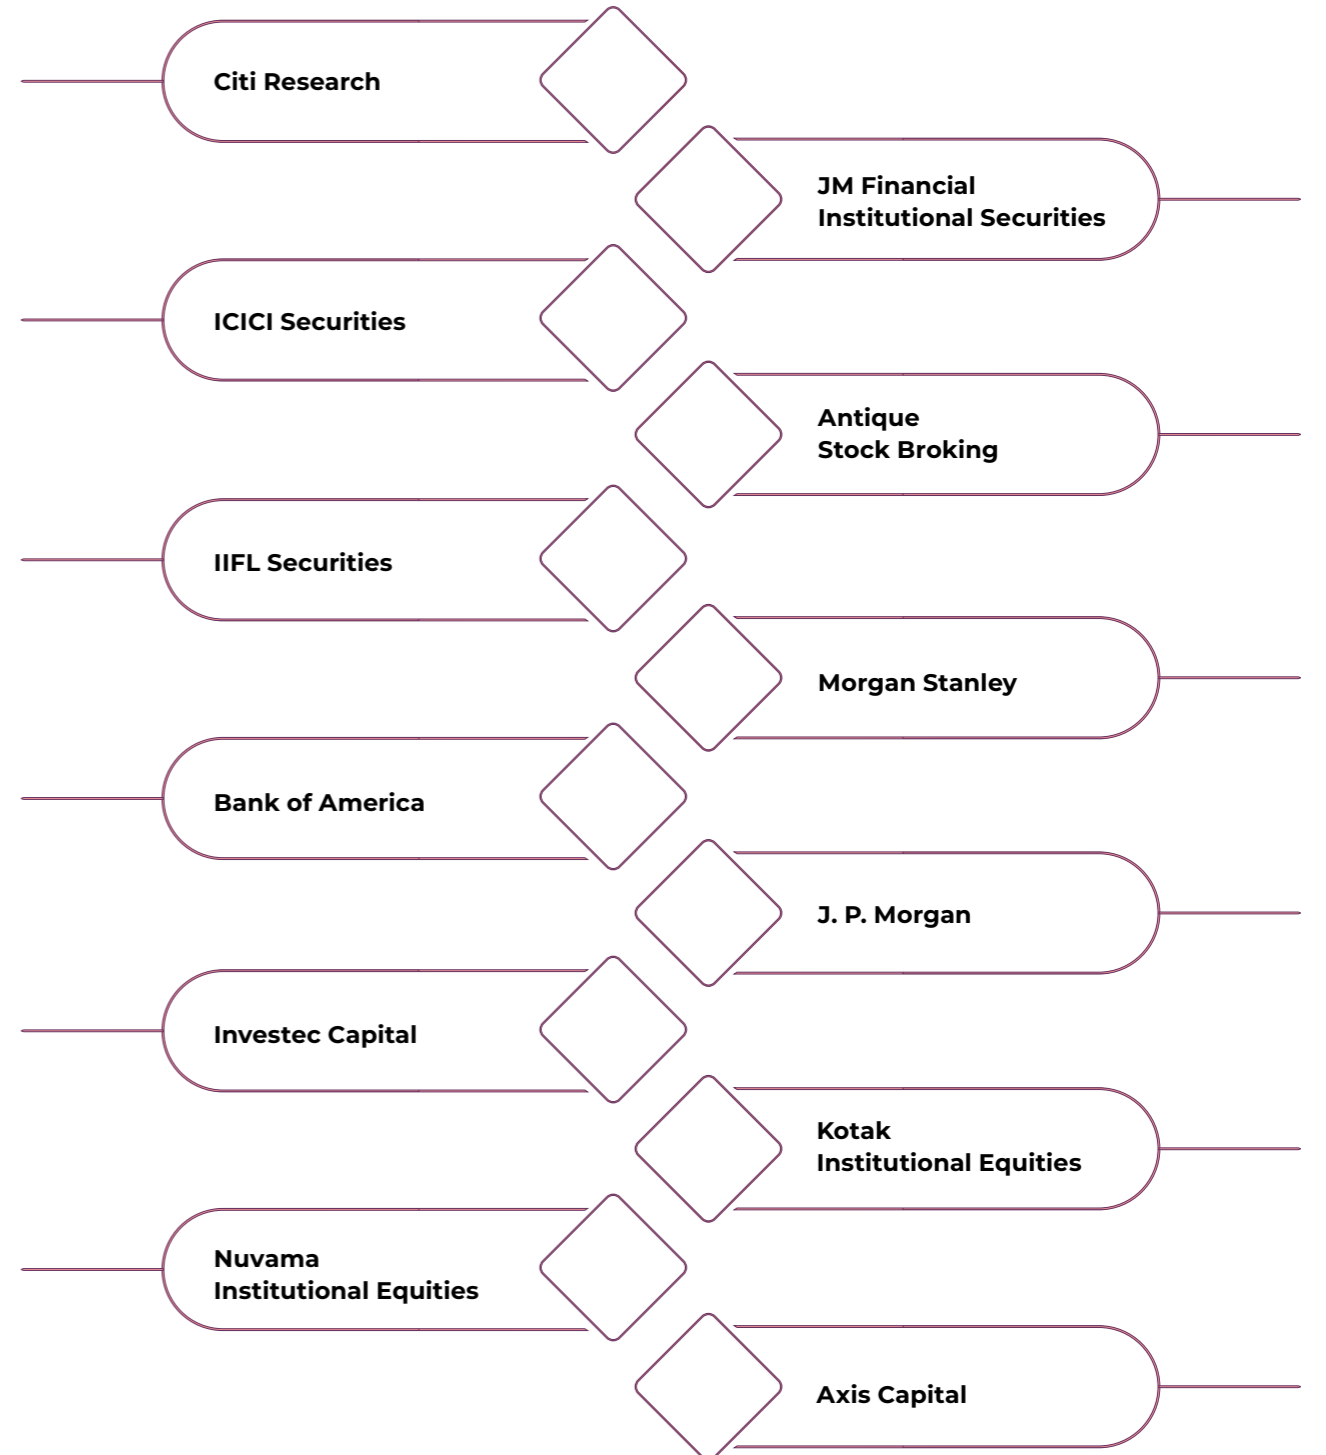 Citi Research
JM Financial
Institutional Securities
ICICI Securities
Antique
Stock Broking
IIFL Securities
Morgan Stanley
Bank of America
J. P. Morgan
Investec Capital
Kotak
Institutional Equities
Nuvama
Institutional Equities
Axis Capital